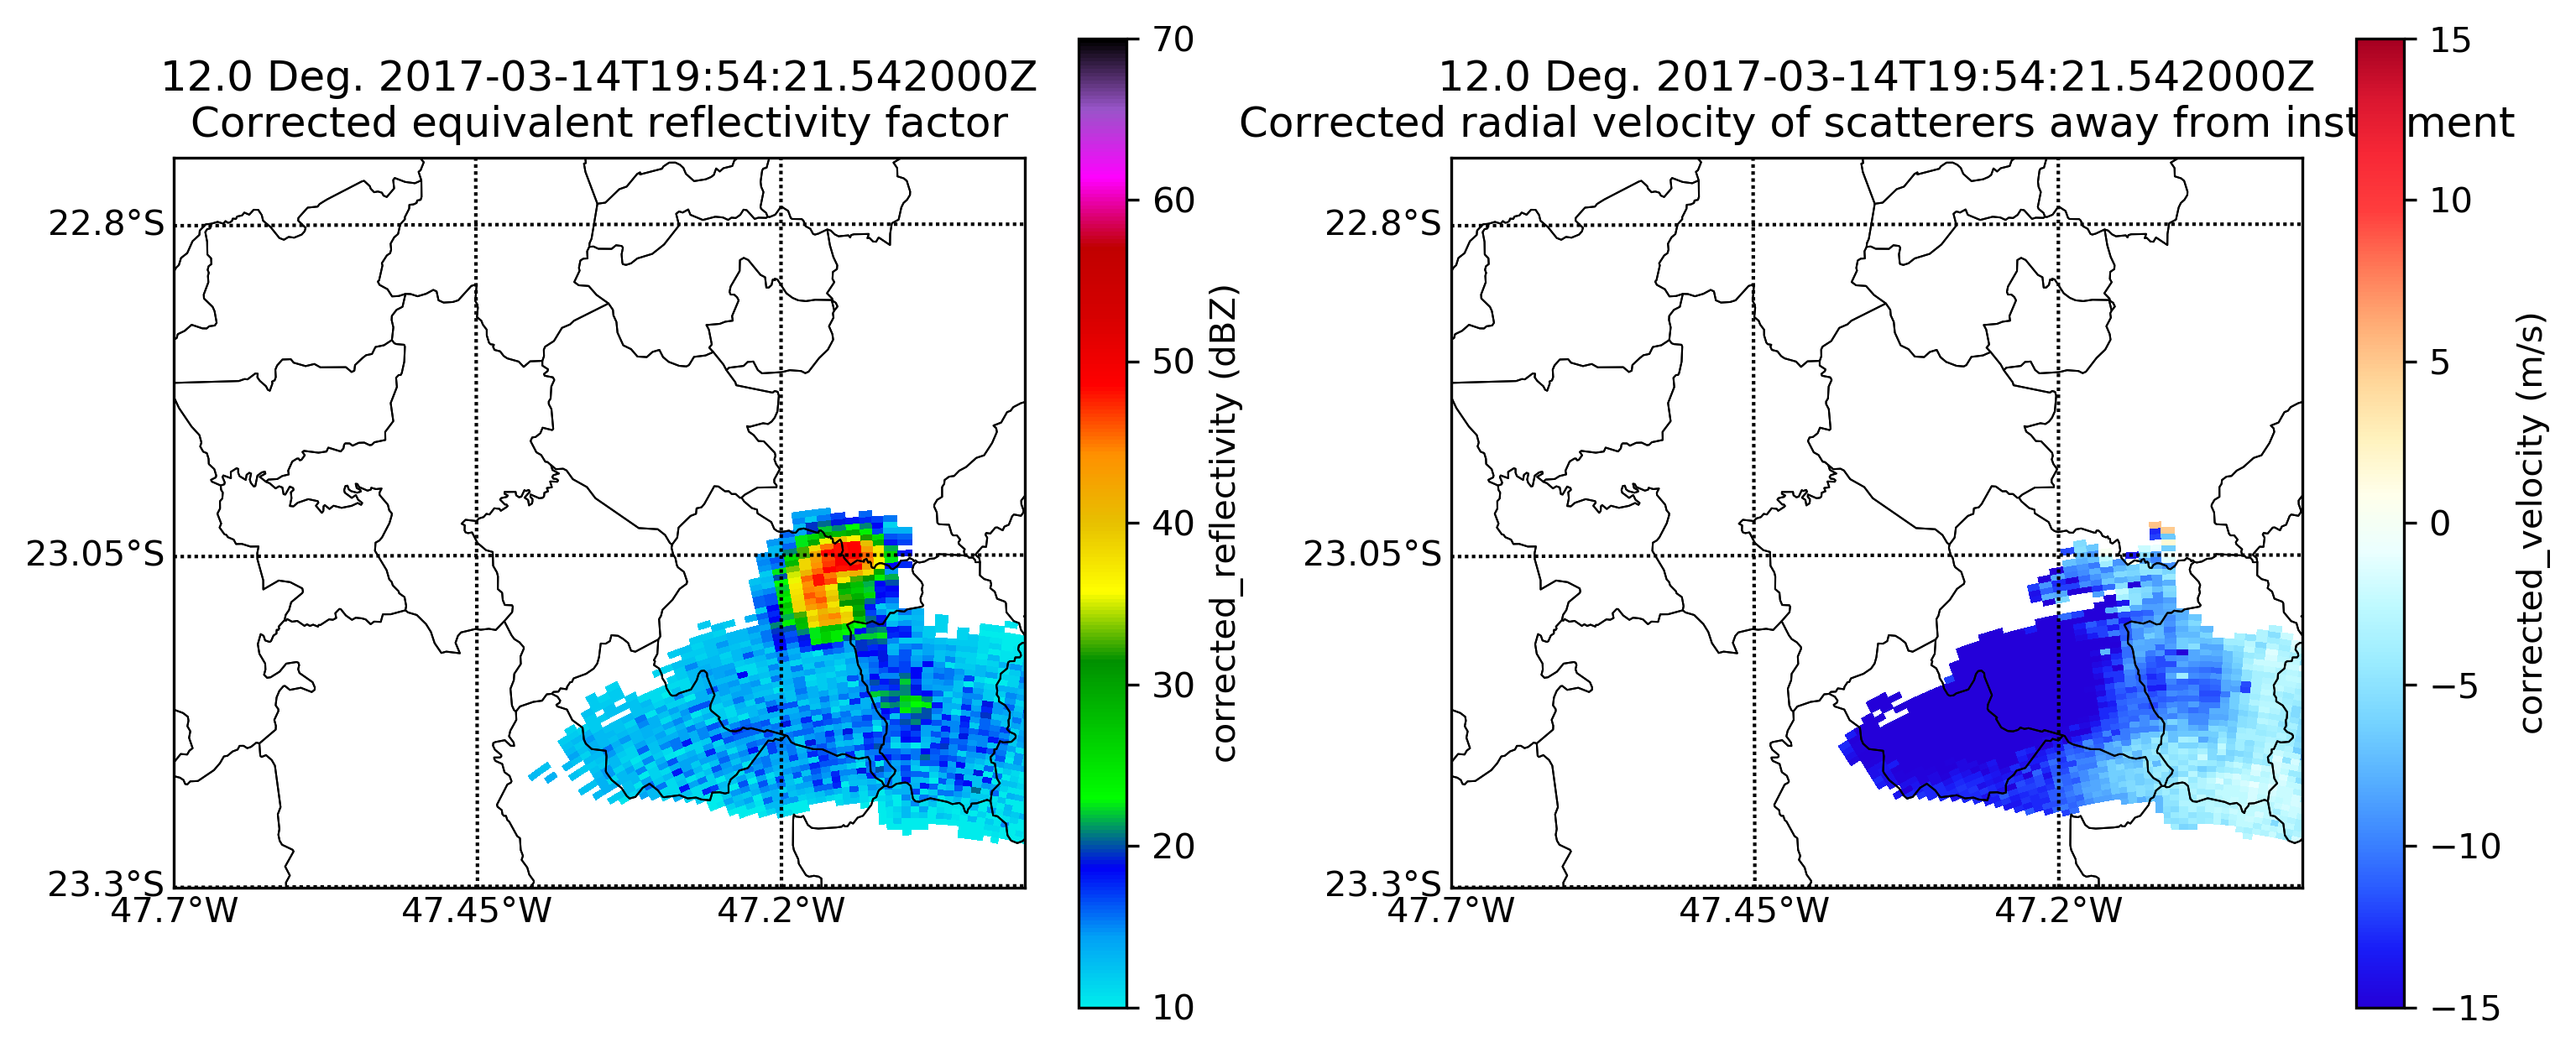 12.0 Deg. 2017-03-14T19:54:21.542000Z
Corrected equivalent reflectivity factor
22.8°S
23.05°S
23.3°S
47.7°W
47.45°W
47.2°W
70
60
50
40
30
20
10
corrected_reflectivity (dBZ)
12.0 Deg. 2017-03-14T19:54:21.542000Z
Corrected radial velocity of scatterers away from inst ment
22.8°S
23.05°S
23.3°S
47.7°W
47.45°W
47.2°W
15
10
5
0
−5
−10
−15
corrected_velocity (m/s)